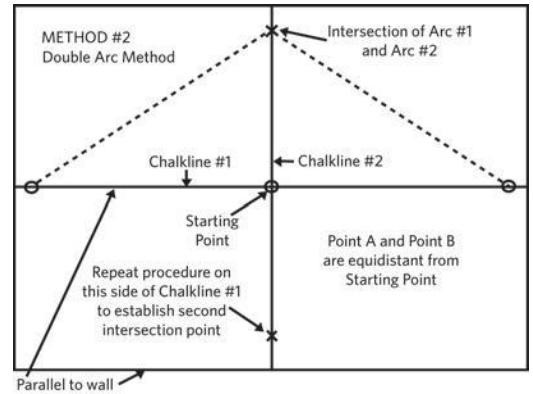 METHOD #2
Double Arc Method
Intersection of Arc #1
and Arc #2
Chalkline #1
Chalkline #2
Starting
Point
Point A and Point B
are equidistant from
Starting Point
Repeat procedure on
this side of Chalkline #1
to establish second
intersection point
Parallel to wall